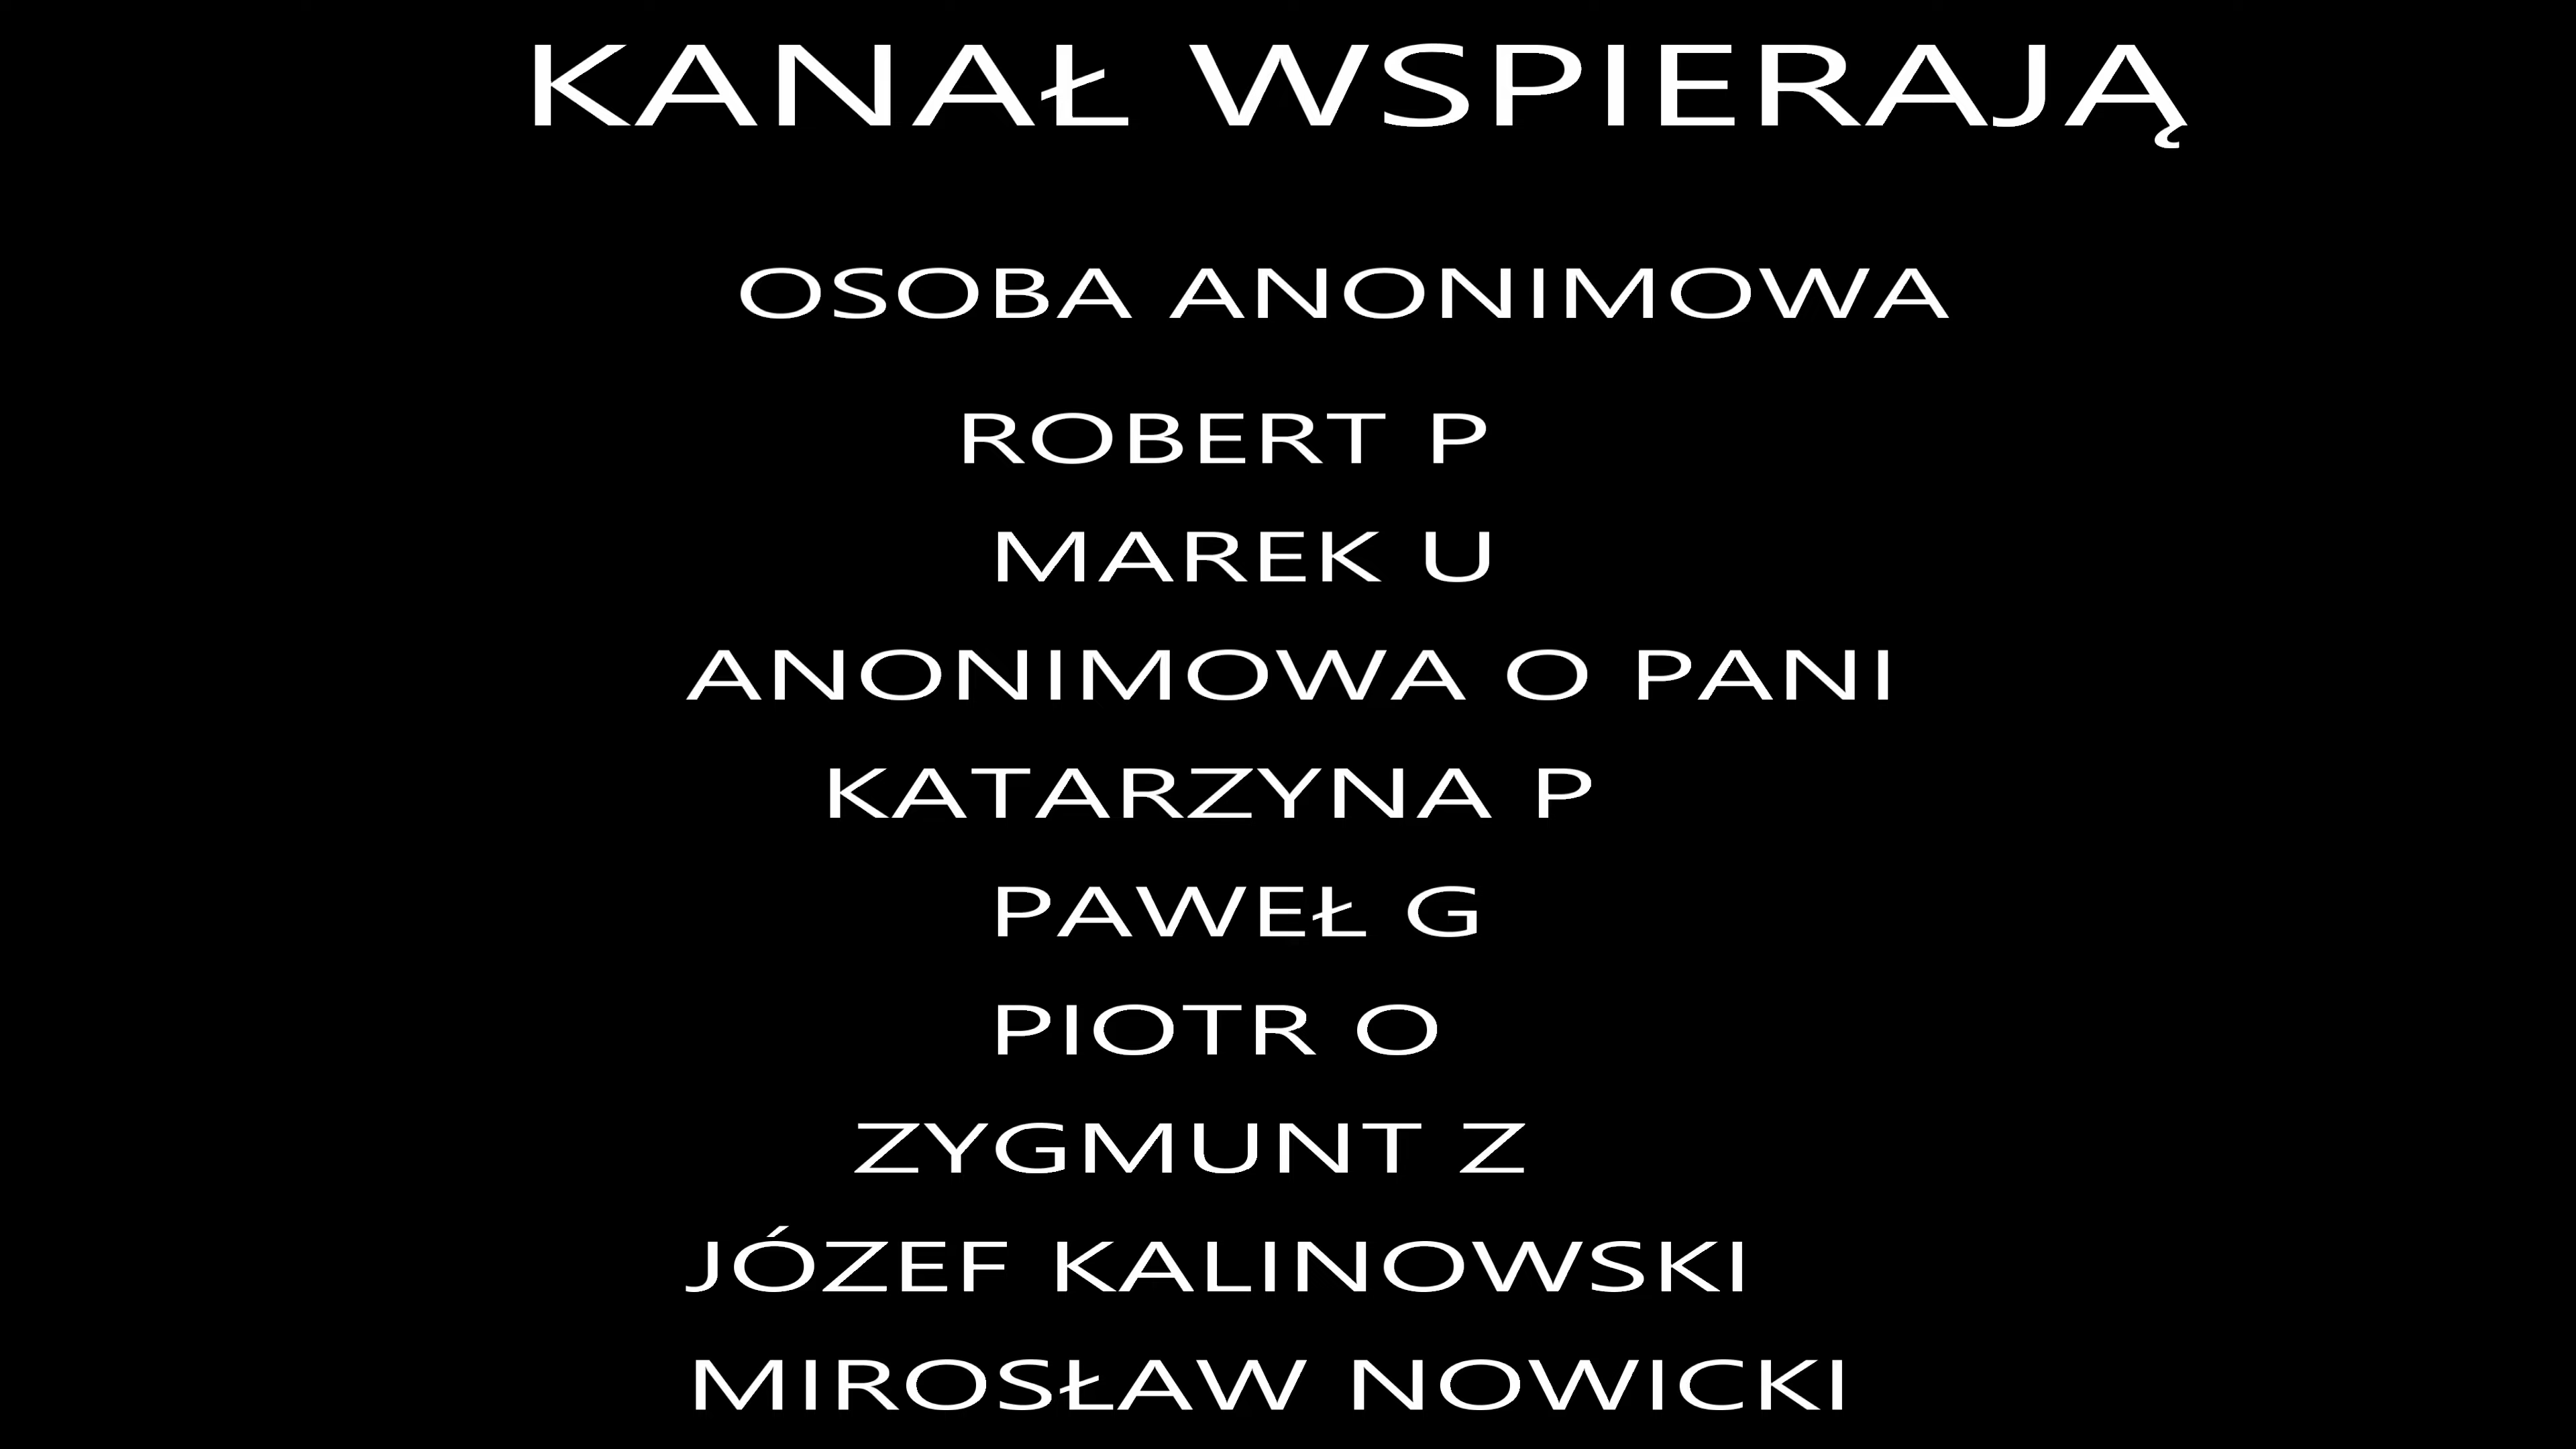 KANAŁ WSPIERAJĄ
OSOBA ANONIMOWA
ROBERT P
MAREK U
ANONIMOWA O PANI
KATARZYNA P
PAWEŁ G
PIOTR O
ZYGMUNT Z
JÓZEF KALINOWSKI
MIROSŁAW NOWICKI